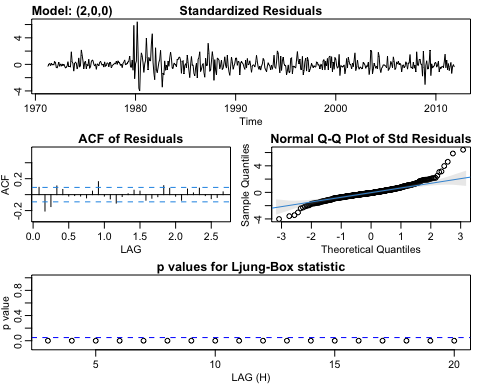 Model: (2,0,0) Standardized Residuals
4
0
-4
1970 1980 1990 2000 2010
Time
ACF of Residuals
ACF
0.2
-0.2
0.0 0.5 1.0 1.5 2.0 2.5
LAG
Normal Q-Q Plot of Std Residuals
Sample Quantiles
4
0
-4
-3 -2 -1 0 1 2 3
Theoretical Quantiles
p values for Ljung-Box statistic
p value
0.8
0.4
0.0
5 10 15 20
LAG (H)